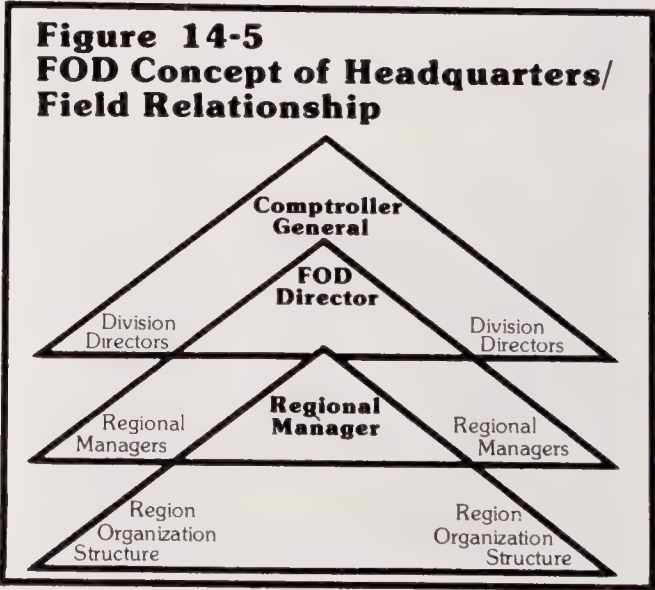 Figure 14-5
FOD Concept of Headquarters/
Field Relationship
Comptroller
General
FOD
Director
Division
Directors
Division
Directors
Regional
Manager
Regional
Managers
Regional
Managers
Region
Organization
Structure
Region
Organization
Structure